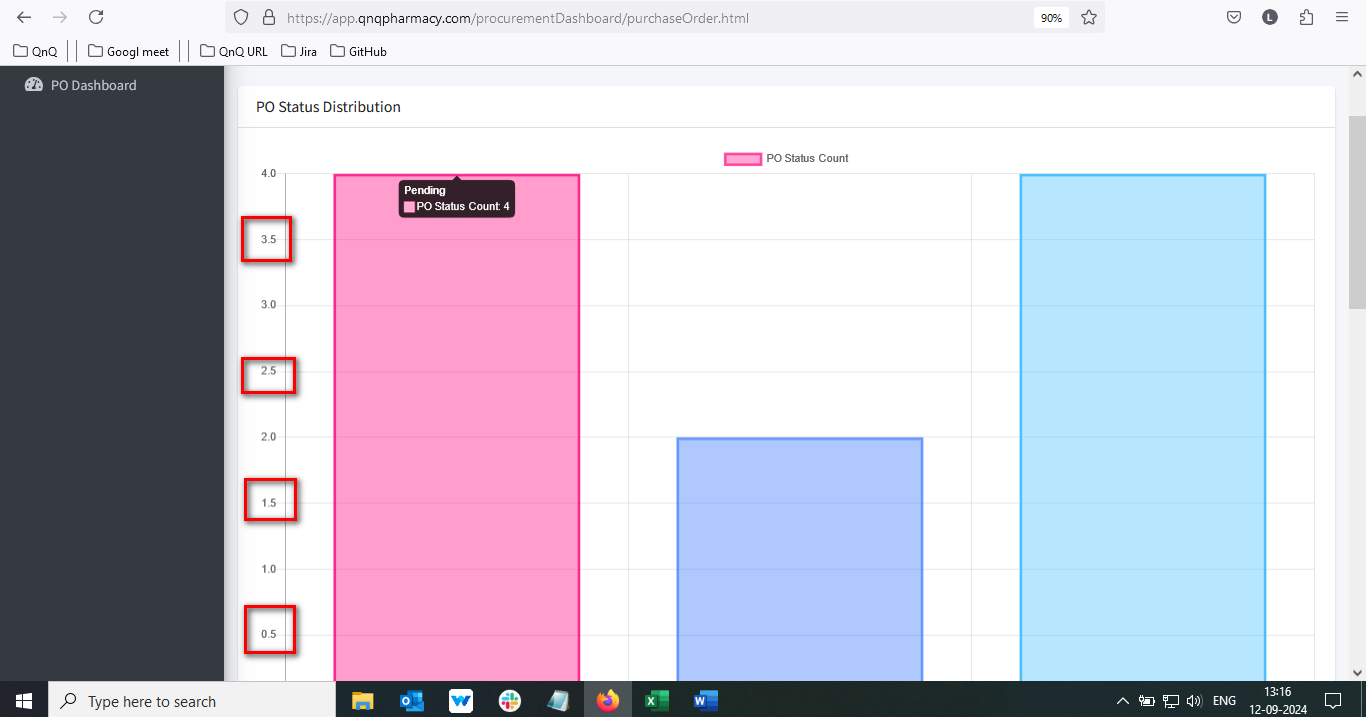 https://app.qnqpharmacy.com/procurementDashboard/purchaseOrder.html
90%
L
QnQ
Googl meet
QnQ URL
Jira
GitHub
PO Dashboard
PO Status Distribution
PO Status Count
4.0
Pending
PO Status Count: 4
3.5
3.0
2.5
2.0
1.5
1.0
0.5
Type here to search
ENG
13:16
12-09-2024